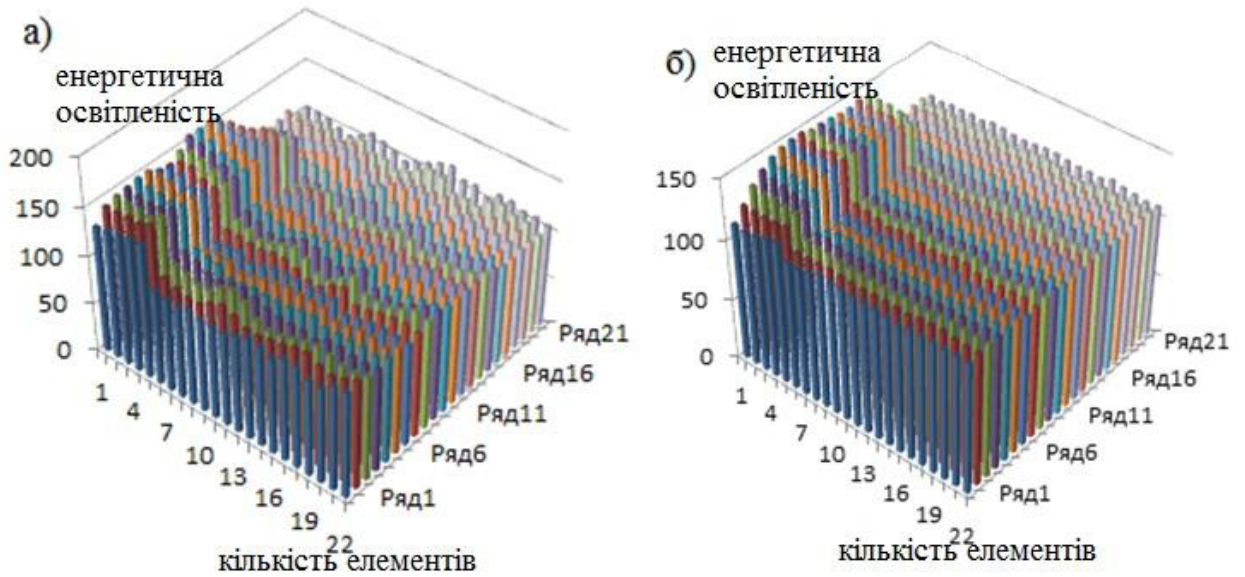 а)
енергетична
освітленість
200
150
100
50
0
1
4
7
10
13
16
19
22
Ряд1
Ряд6
Ряд11
Ряд16
Ряд21
кількість елементів
б)
енергетична
освітленість
150
100
50
0
1
4
7
10
13
16
19
22
Ряд1
Ряд6
Ряд11
Ряд16
Ряд21
кількість елементів